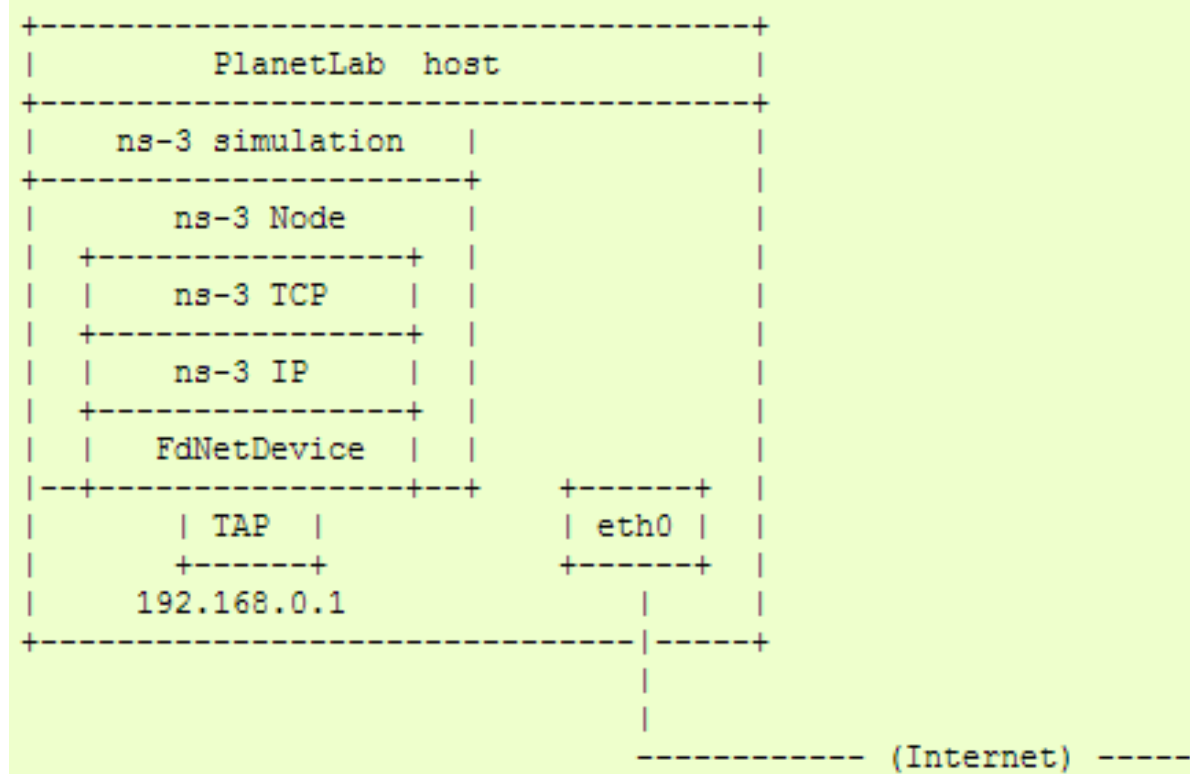 +-------------------------------------+
|         PlanetLab  host             |
+-------------------------------------+
|    ns-3 simulation   |              |
+----------------------+              |
|       ns-3 Node      |              |
|  +----------------+  |              |
|  |    ns-3 TCP    |  |              |
|  +----------------+  |              |
|  |    ns-3 IP     |  |              |
|  +----------------+  |              |
|  |   FdNetDevice  |  |              |
|--+----------------+--+    +------+  |
|       | TAP  |            | eth0 |  |
|       +------+            +------+  |
|     192.168.0.1               |     |
+-------------------------------|-----+
                                |
                                |
                                ------------ (Internet) -----